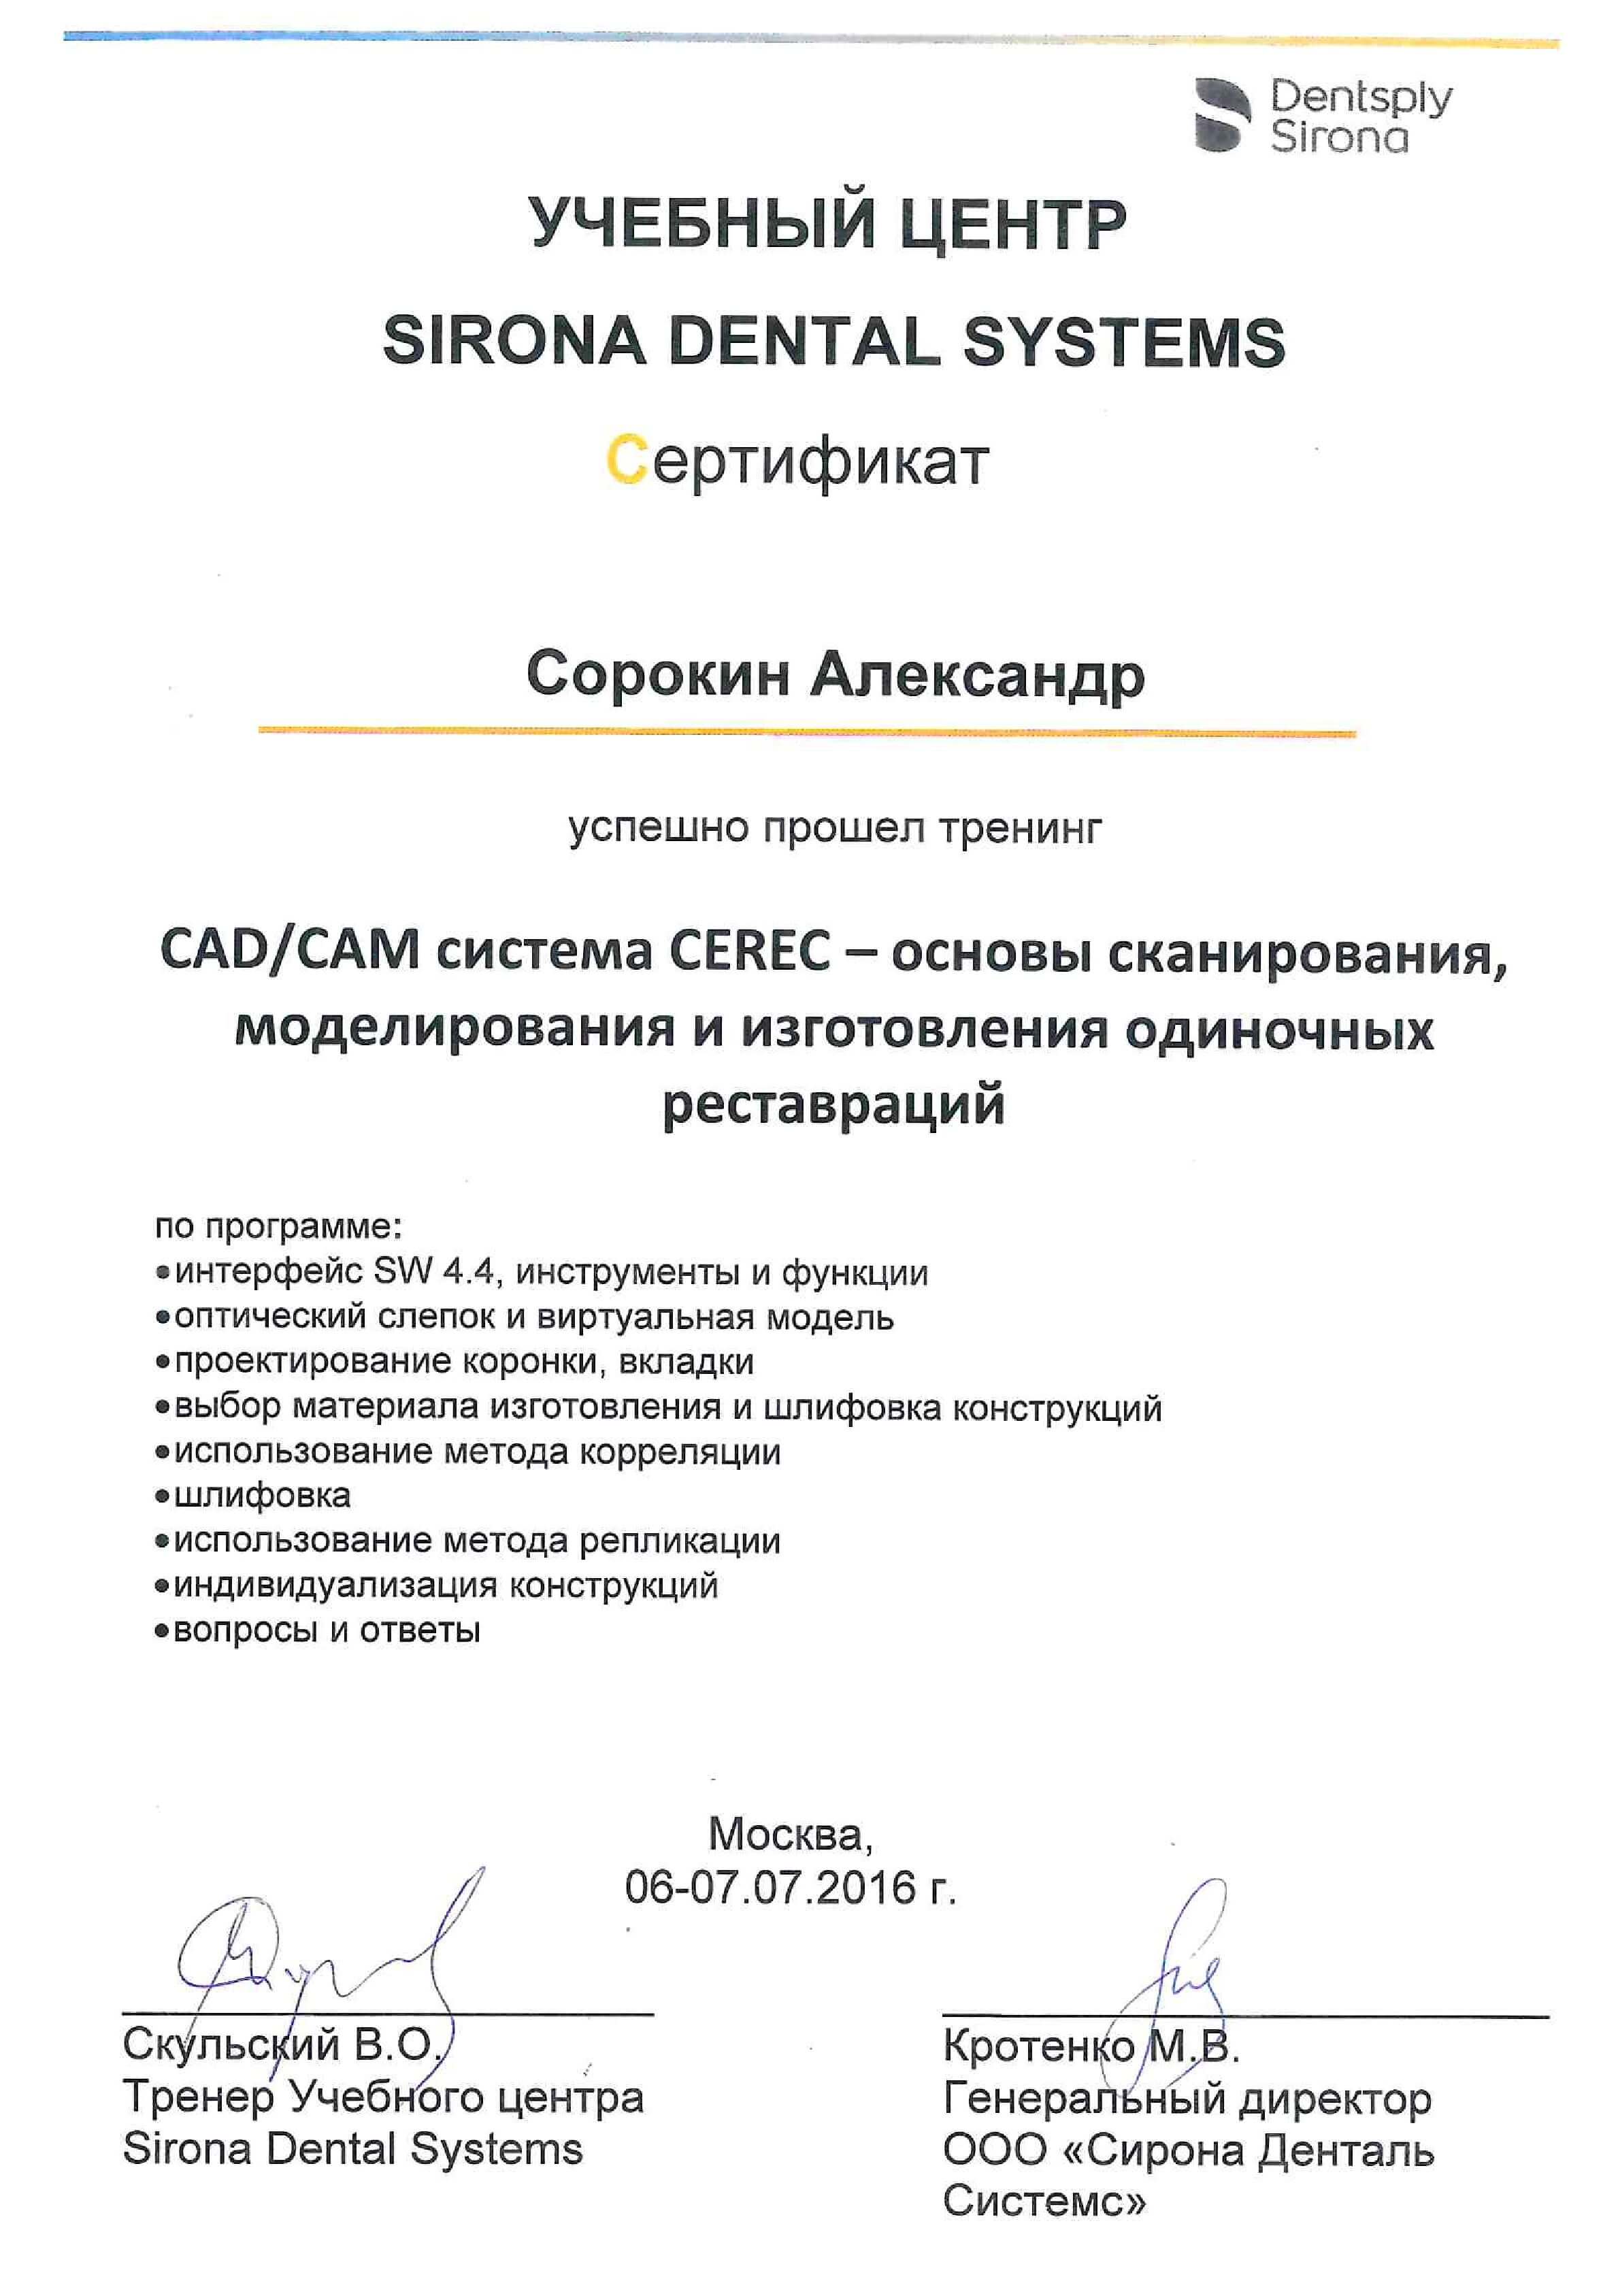 Dentsply
Sirona
УЧЕБНЫЙ ЦЕНТР
SIRONA DENTAL SYSTEMS
Сертификат
Сорокин Александр
успешно прошел тренинг
CAD/CAM система CEREC – основы сканирования,
моделирования и изготовления одиночных
реставраций
по программе:
•интерфейс SW 4.4, инструменты и функции
•оптический слепок и виртуальная модель
•проектирование коронки, вкладки
•выбор материала изготовления и шлифовка конструкций
•использование метода корреляции
•шлифовка
•использование метода репликации
•индивидуализация конструкций
•вопросы и ответы
Москва,
06-07.07.2016 г.
Скульский В.О.
Тренер Учебного центра
Sirona Dental Systems
Кротенко М.В.
Генеральный директор
ООО «Сирона Денталь
Системс»